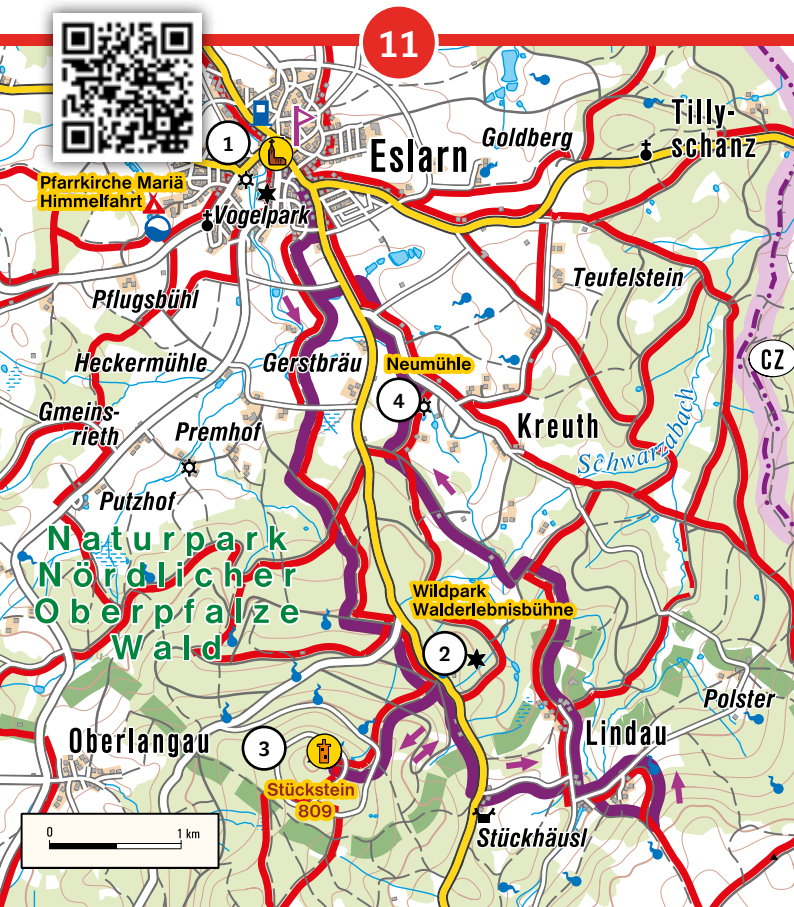 11
1
Eslarn
Goldberg
Tilly-
schanz
Pfarrkirche Mariä
Himmelfahrt
Vogelpark
Pflugsbühl
Teufelstein
Heckermühle
Gerstbräu
Neumühle
CZ
4
Gmeins-
rieth
Premhof
Kreuth
Schwarzabach
Putzhof
Naturpark
Nördlicher
Oberpfalze
Wald
Wildpark
Walderlebnisbühne
2
Polster
Oberlangau
3
Lindau
Stückstein
809
0 1 km
Stückhäusl